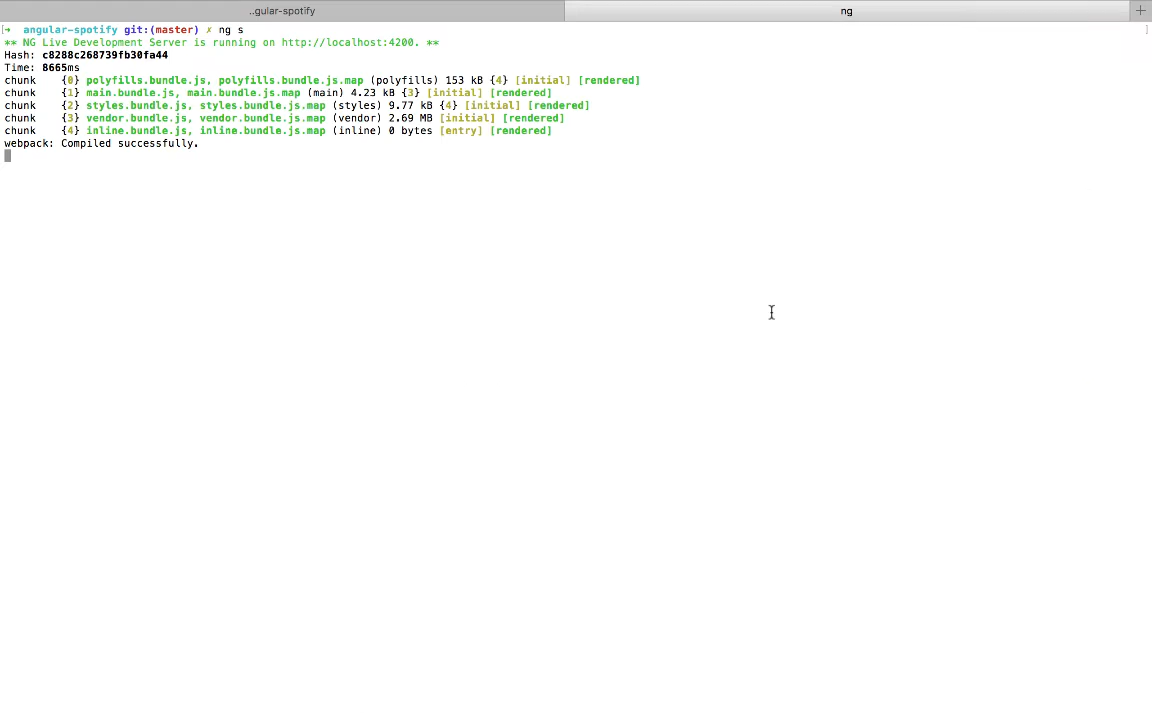 ..gular-spotify
ng
[➜ angular-spotify git:(master) ✗ ng s ]
** NG Live Development Server is running on http://localhost:4200. **
Hash: c8288c268739fb30fa44
Time: 8665ms
chunk    {0} polyfills.bundle.js, polyfills.bundle.js.map (polyfills) 153 kB {4} [initial] [rendered]
chunk    {1} main.bundle.js, main.bundle.js.map (main) 4.23 kB {3} [initial] [rendered]
chunk    {2} styles.bundle.js, styles.bundle.js.map (styles) 9.77 kB {4} [initial] [rendered]
chunk    {3} vendor.bundle.js, vendor.bundle.js.map (vendor) 2.69 MB [initial] [rendered]
chunk    {4} inline.bundle.js, inline.bundle.js.map (inline) 0 bytes [entry] [rendered]
webpack: Compiled successfully.